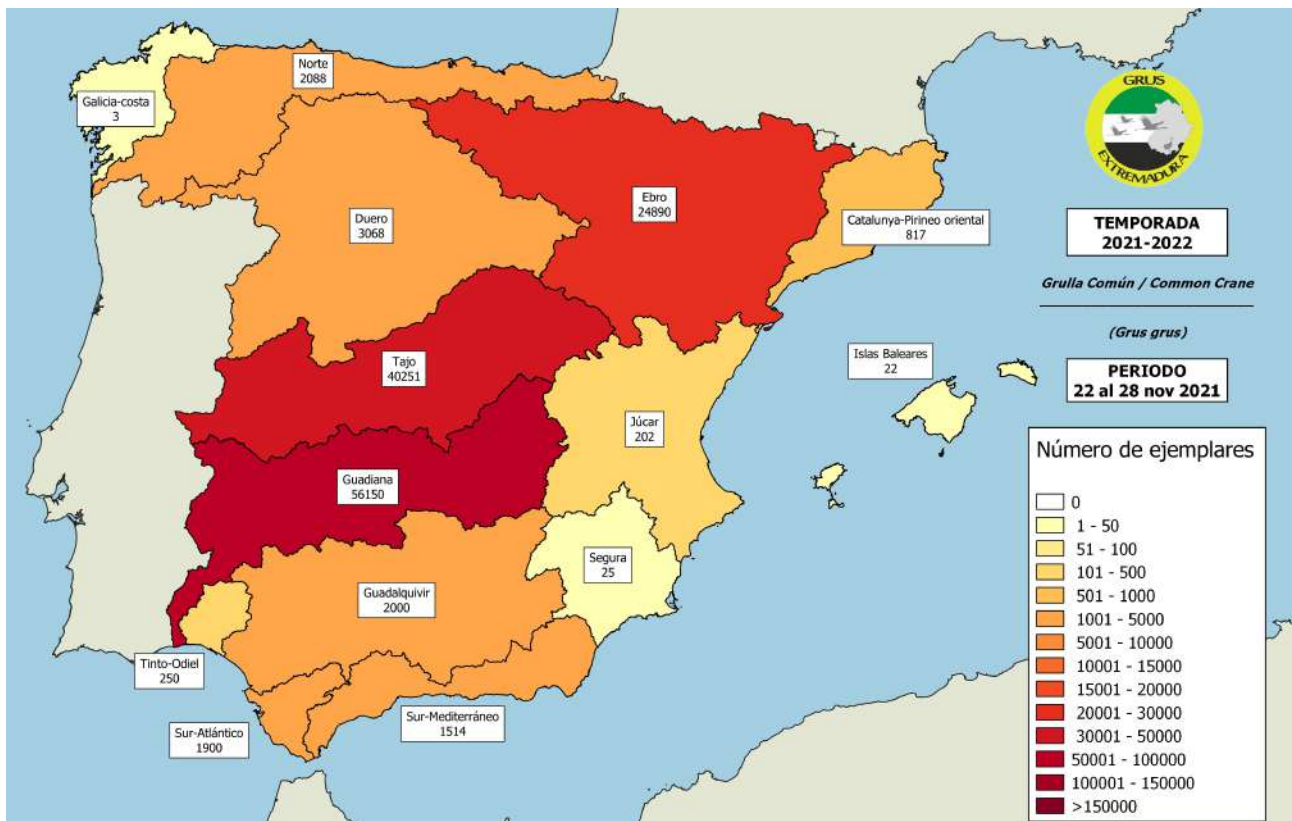 Norte
2088
Galicia-costa
3
Duero
3068
Ebro
24890
Catalunya-Pirineo oriental
817
Tajo
40251
Islas Baleares
22
Júcar
202
Guadiana
56150
Segura
25
Guadalquivir
2000
Tinto-Odiel
250
Sur-Atlántico
1900
Sur-Mediterráneo
1514
GRUS
EXTREMADURA
TEMPORADA
2021-2022
Grulla Común / Common Crane
(Grus grus)
PERIODO
22 al 28 nov 2021
Número de ejemplares
0
1 - 50
51 - 100
101 - 500
501 - 1000
1001 - 5000
5001 - 10000
10001 - 15000
15001 - 20000
20001 - 30000
30001 - 50000
50001 - 100000
100001 - 150000
>150000